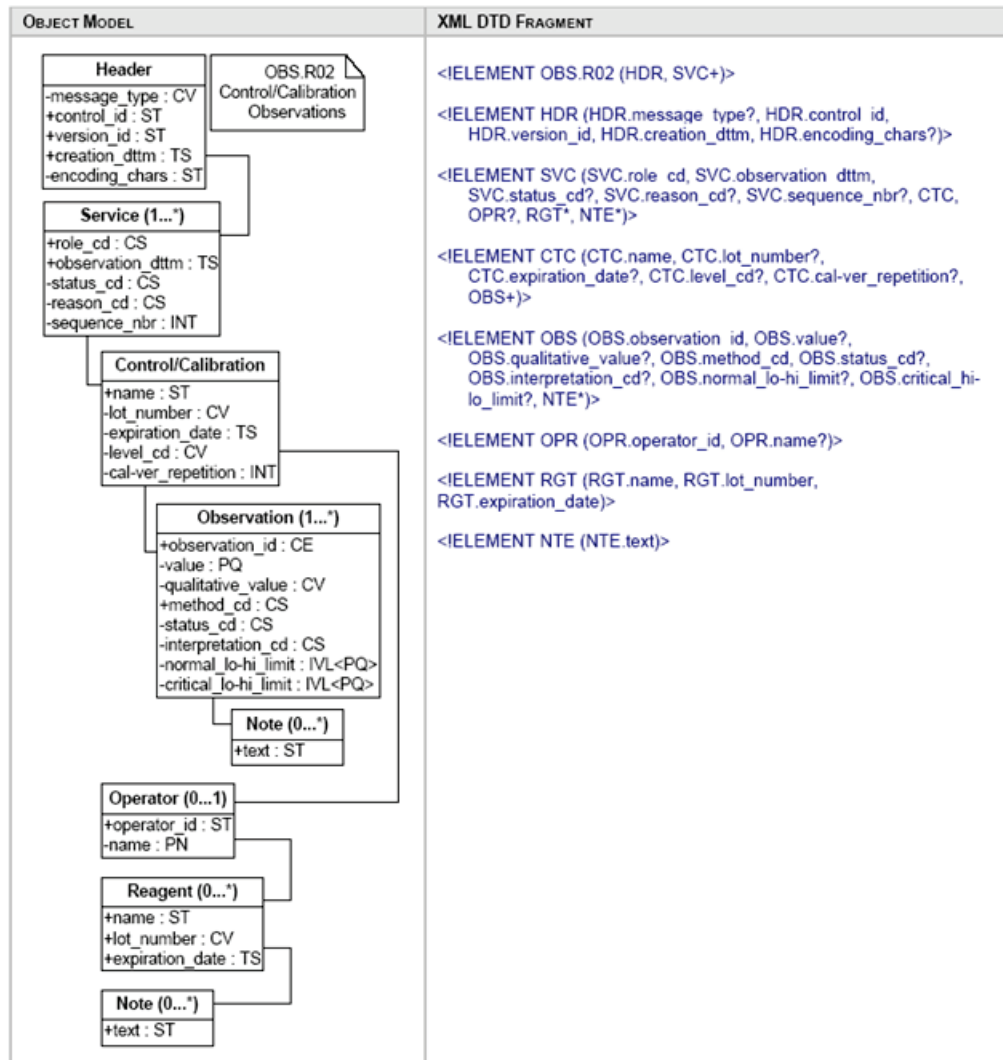 OBJECT MODEL
Header
-message_type : CV
+control_id : ST
+version_id : ST
+creation_dttm : TS
-encoding_chars : ST
OBS.R02
Control/Calibration
Observations
Service (1...*)
+role_cd : CS
+observation_dttm : TS
-status_cd : CS
-reason_cd : CS
-sequence_nbr : INT
Control/Calibration
+name : ST
-lot_number : CV
-expiration_date : TS
-level_cd : CV
-cal-ver_repetition : INT
Observation (1...*)
+observation_id : CE
-value : PQ
-qualitative_value : CV
+method_cd : CS
-status_cd : CS
-interpretation_cd : CS
-normal_lo-hi_limit : IVL<PQ>
-critical_lo-hi_limit : IVL<PQ>
Note (0...*)
+text : ST
Operator (0...1)
+operator_id : ST
-name : PN
Reagent (0...*)
+name : ST
+lot_number : CV
+expiration_date : TS
Note (0...*)
+text : ST
XML DTD FRAGMENT
<!ELEMENT OBS.R02 (HDR, SVC+)>
<!ELEMENT HDR (HDR.message_type?, HDR.control_id,
HDR.version_id, HDR.creation_dttm, HDR.encoding_chars?)>
<!ELEMENT SVC (SVC.role_cd, SVC.observation_dttm,
SVC.status_cd?, SVC.reason_cd?, SVC.sequence_nbr?, CTC,
OPR?, RGT*, NTE*)>
<!ELEMENT CTC (CTC.name, CTC.lot_number?,
CTC.expiration_date?, CTC.level_cd?, CTC.cal-ver_repetition?,
OBS+)>
<!ELEMENT OBS (OBS.observation_id, OBS.value?,
OBS.qualitative_value?, OBS.method_cd, OBS.status_cd?,
OBS.interpretation_cd?, OBS.normal_lo-hi_limit?, OBS.critical_hi-
lo_limit?, NTE*)>
<!ELEMENT OPR (OPR.operator_id, OPR.name?)>
<!ELEMENT RGT (RGT.name, RGT.lot_number,
RGT.expiration_date)>
<!ELEMENT NTE (NTE.text)>